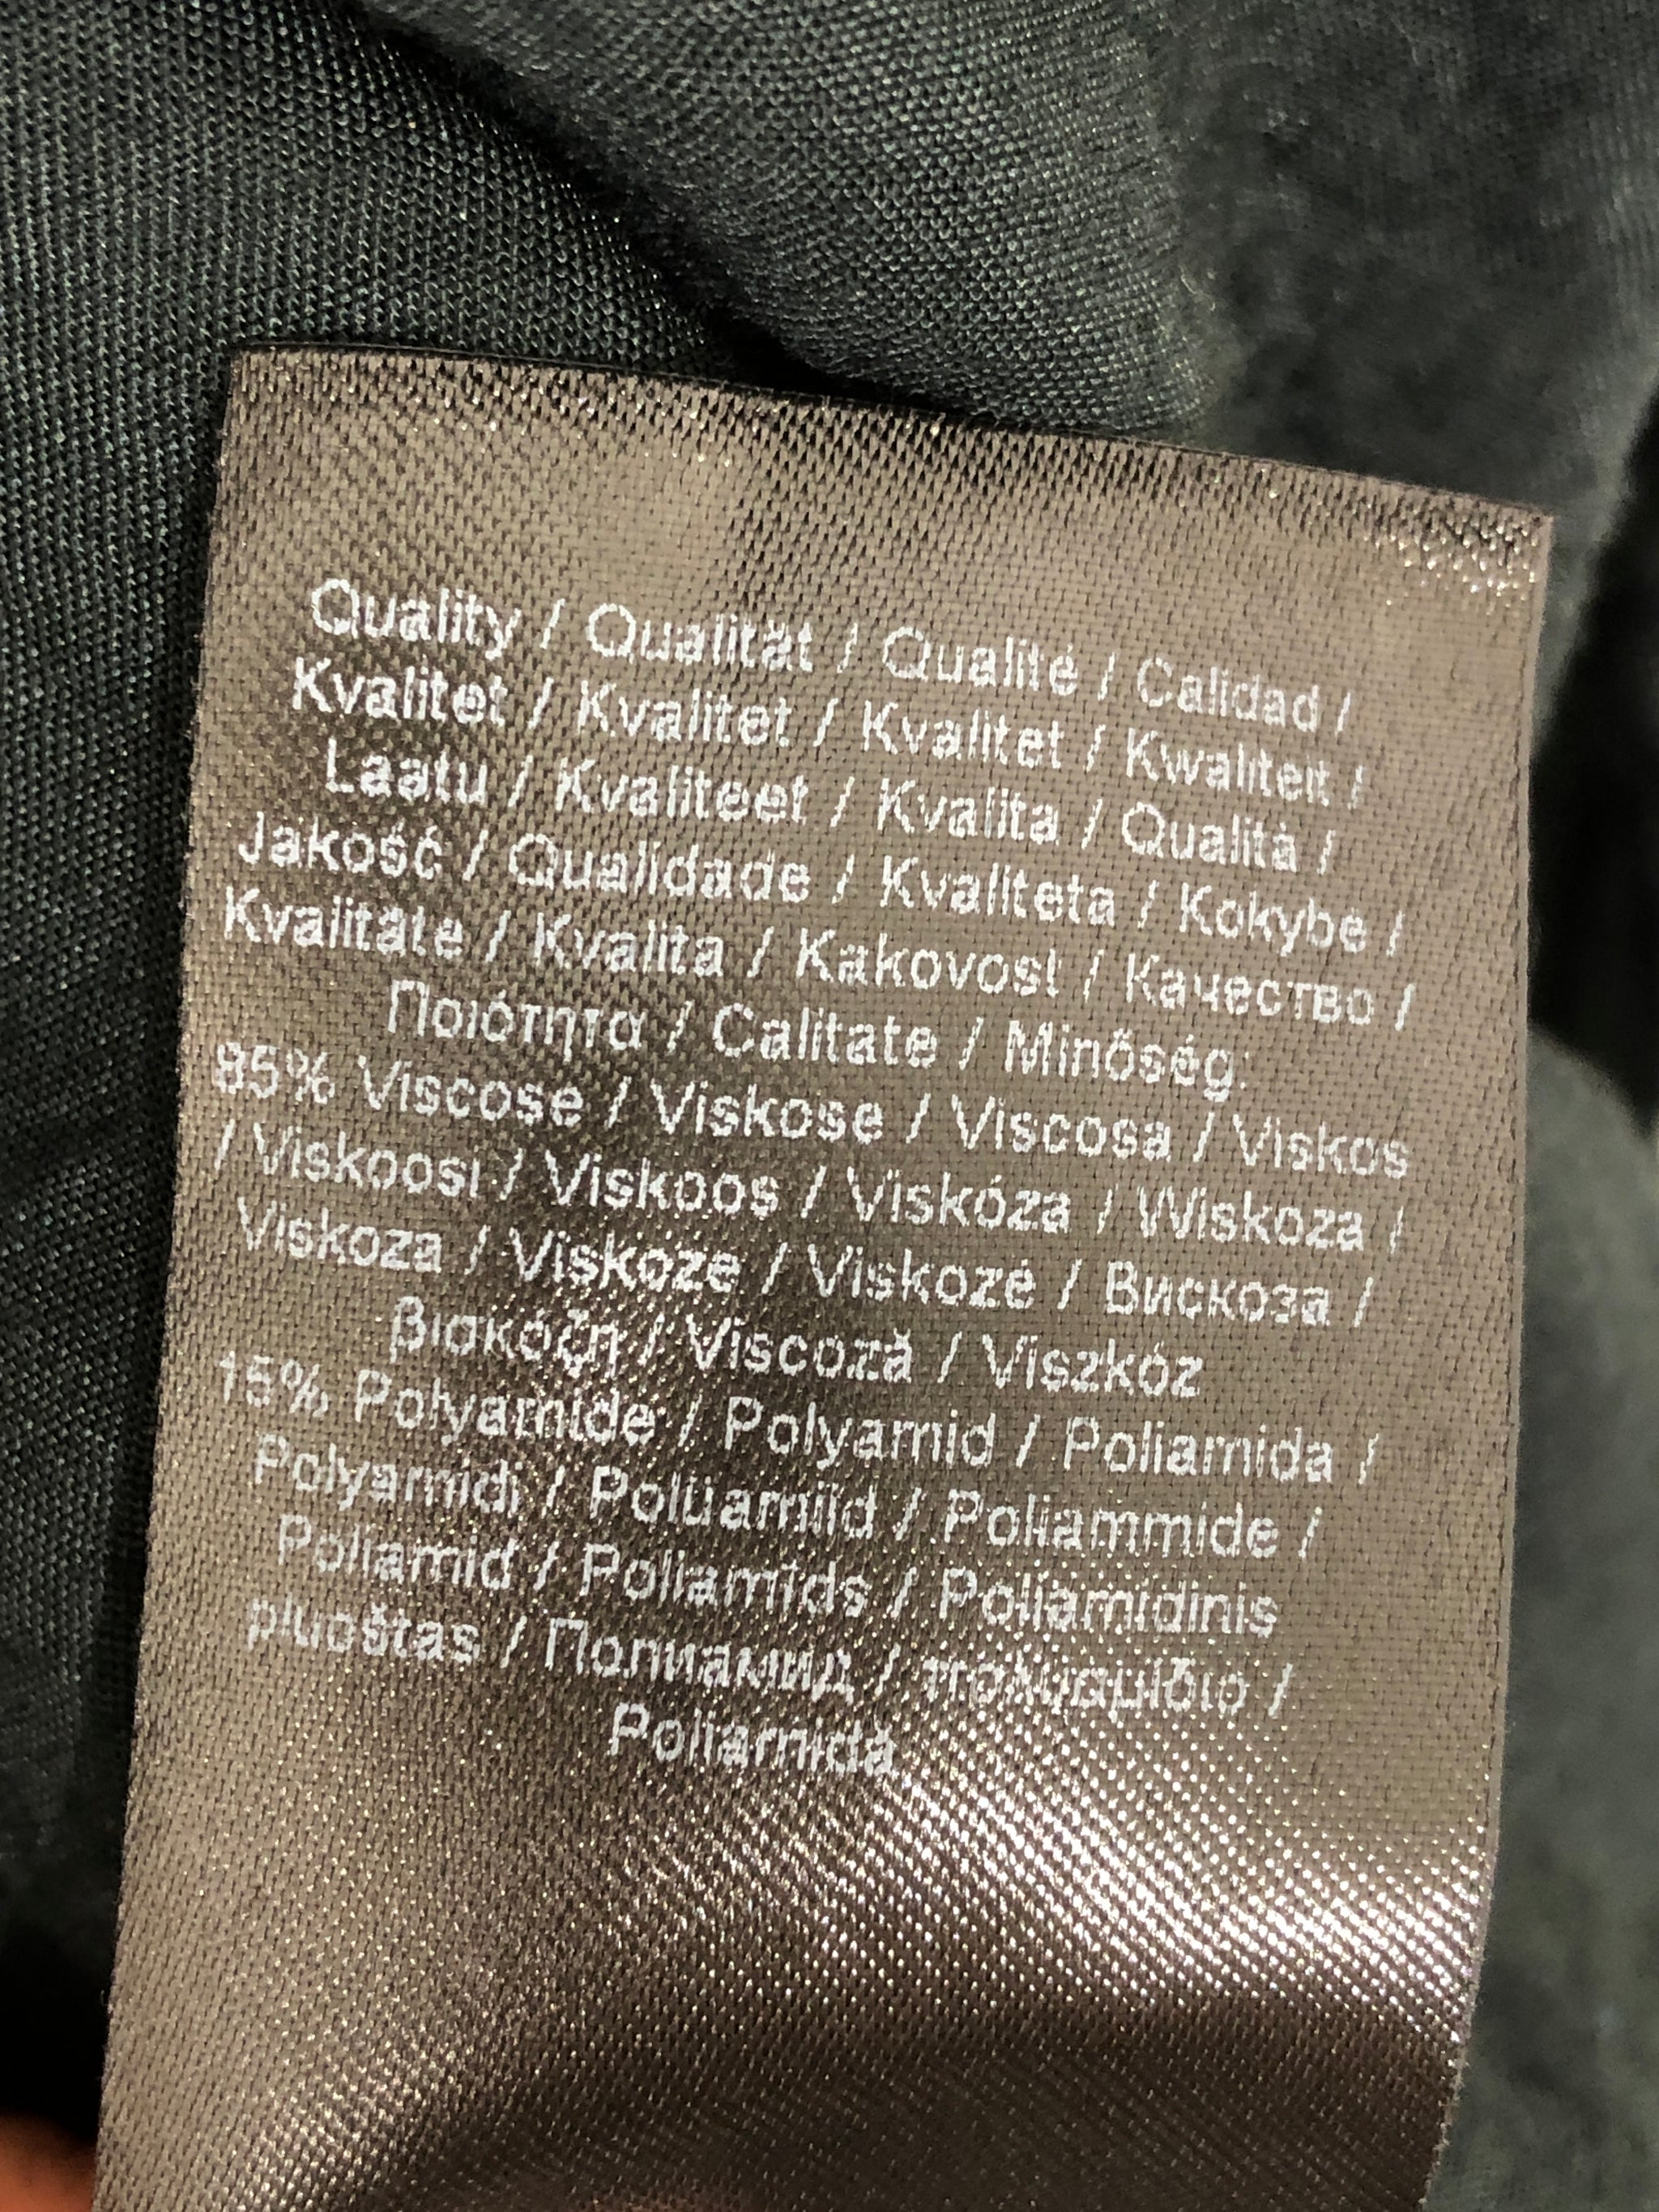 Quality / Qualität / Qualité / Calidad /
Kvalitet / Kvalitet / Kvalitet / Kwaliteit /
Laatu / Kvaliteet / Kvalita / Qualità /
Jakość / Qualidade / Kvaliteta / Kokybe /
Kvalitāte / Kvalita / Kakovost / Качество /
Ποιότητα / Calitate / Minőség:
85% Viscose / Viskose / Viscosa / Viskos
/ Viskoosi / Viskoos / Viskóza / Wiskoza /
Viskoza / Viskoze / Viskozė / Вискоза /
βισκόζη / Viscoză / Viszkóz
15% Polyamide / Polyamid / Poliamida /
Polyamidi / Poluamiid / Poliammide /
Poliamid / Poliamīds / Poliamidinis
pluoštas / Полиамид / πολυαμίδιο /
Poliamidă